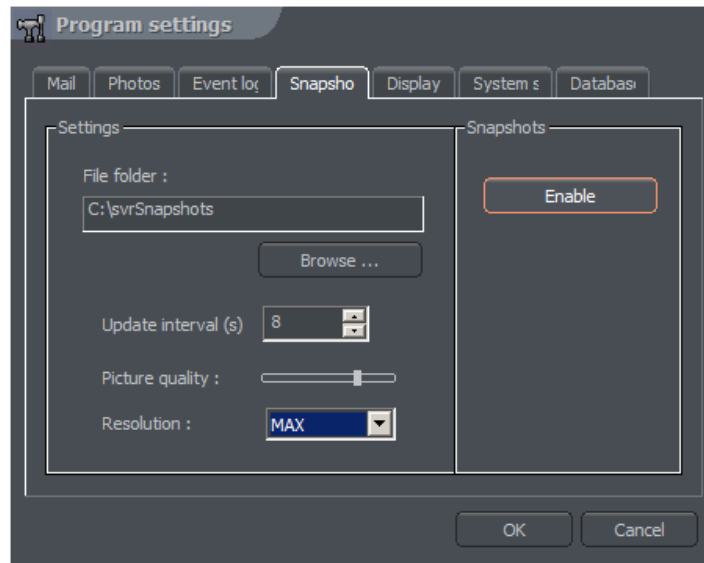 Program settings
Mail Photos Event log Snapsho Display System s Databas
Settings
File folder :
C:\svrSnapshots
Browse ...
Update interval (s) 8
Picture quality :
Resolution : MAX
Snapshots
Enable
OK Cancel